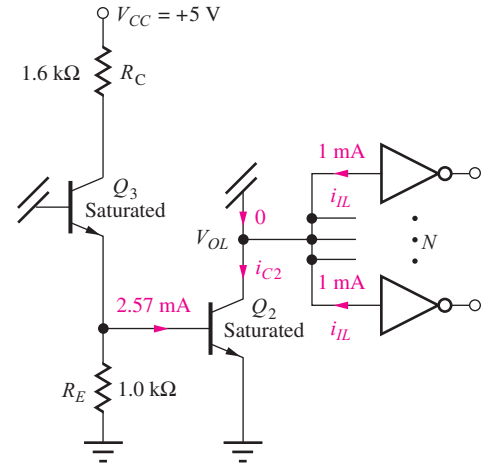 V_CC = +5 V
1.6 kΩ
R_C
Q_3
Saturated
1 mA
i_IL
0
V_OL
N
i_C2
1 mA
i_IL
2.57 mA
Q_2
Saturated
R_E
1.0 kΩ